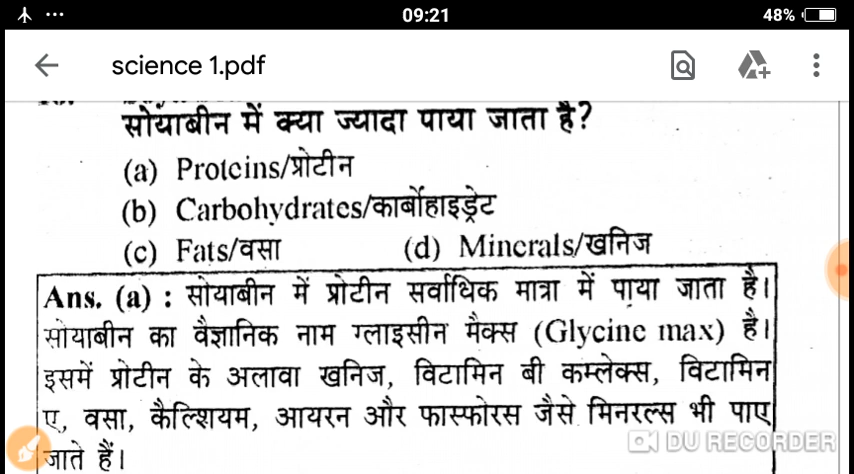 09:21
48%
science 1.pdf
सोयाबीन में क्या ज्यादा पाया जाता है?
(a) Proteins/प्रोटीन
(b) Carbohydrates/कार्बोहाइड्रेट
(c) Fats/वसा (d) Minerals/खनिज
Ans. (a) : सोयाबीन में प्रोटीन सर्वाधिक मात्रा में पाया जाता है।
सोयाबीन का वैज्ञानिक नाम ग्लाइसीन मैक्स (Glycine max) है।
इसमें प्रोटीन के अलावा खनिज, विटामिन बी कम्लेक्स, विटामिन
ए, वसा, कैल्शियम, आयरन और फास्फोरस जैसे मिनरल्स भी पाए
जाते हैं।
DU RECORDER